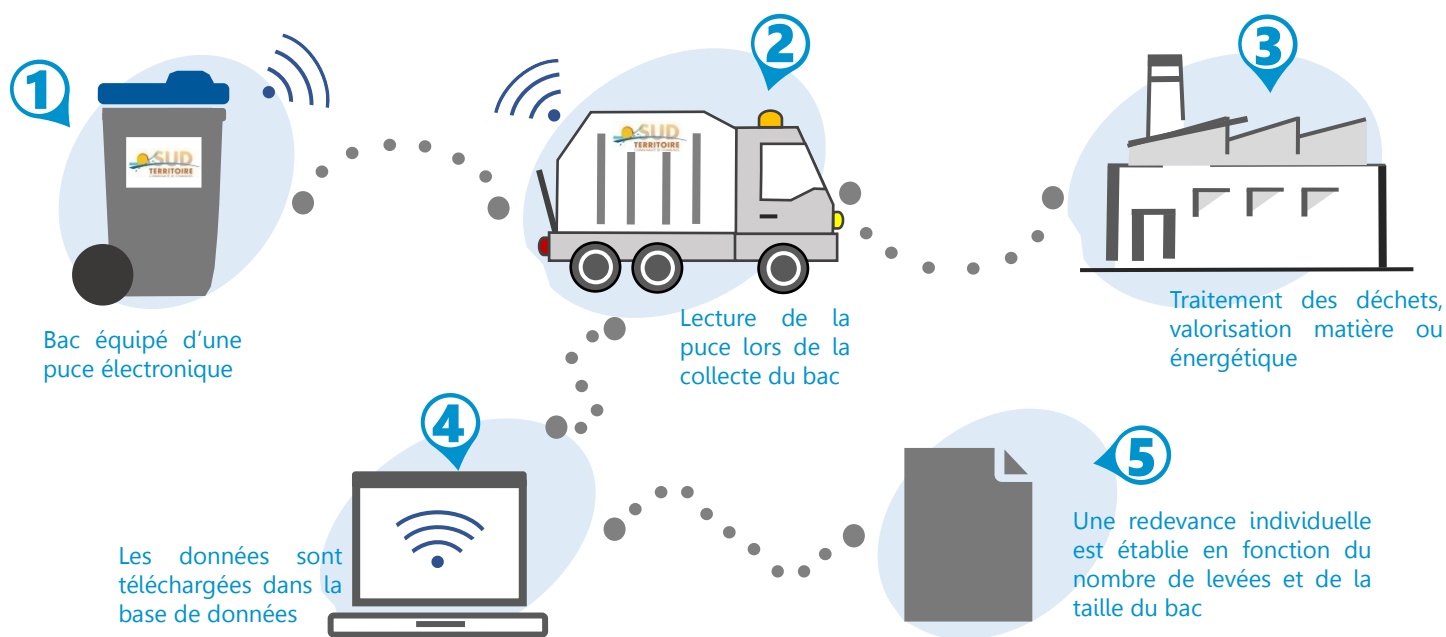 1
SUD
TERRITOIRE
Bac équipé d'une
puce électronique
2
SUD
TERRITOIRE
Lecture de la
puce lors de la
collecte du bac
3
Traitement des déchets,
valorisation matière ou
énergétique
4
Les données sont
téléchargées dans la
base de données
5
Une redevance individuelle
est établie en fonction du
nombre de levées et de la
taille du bac